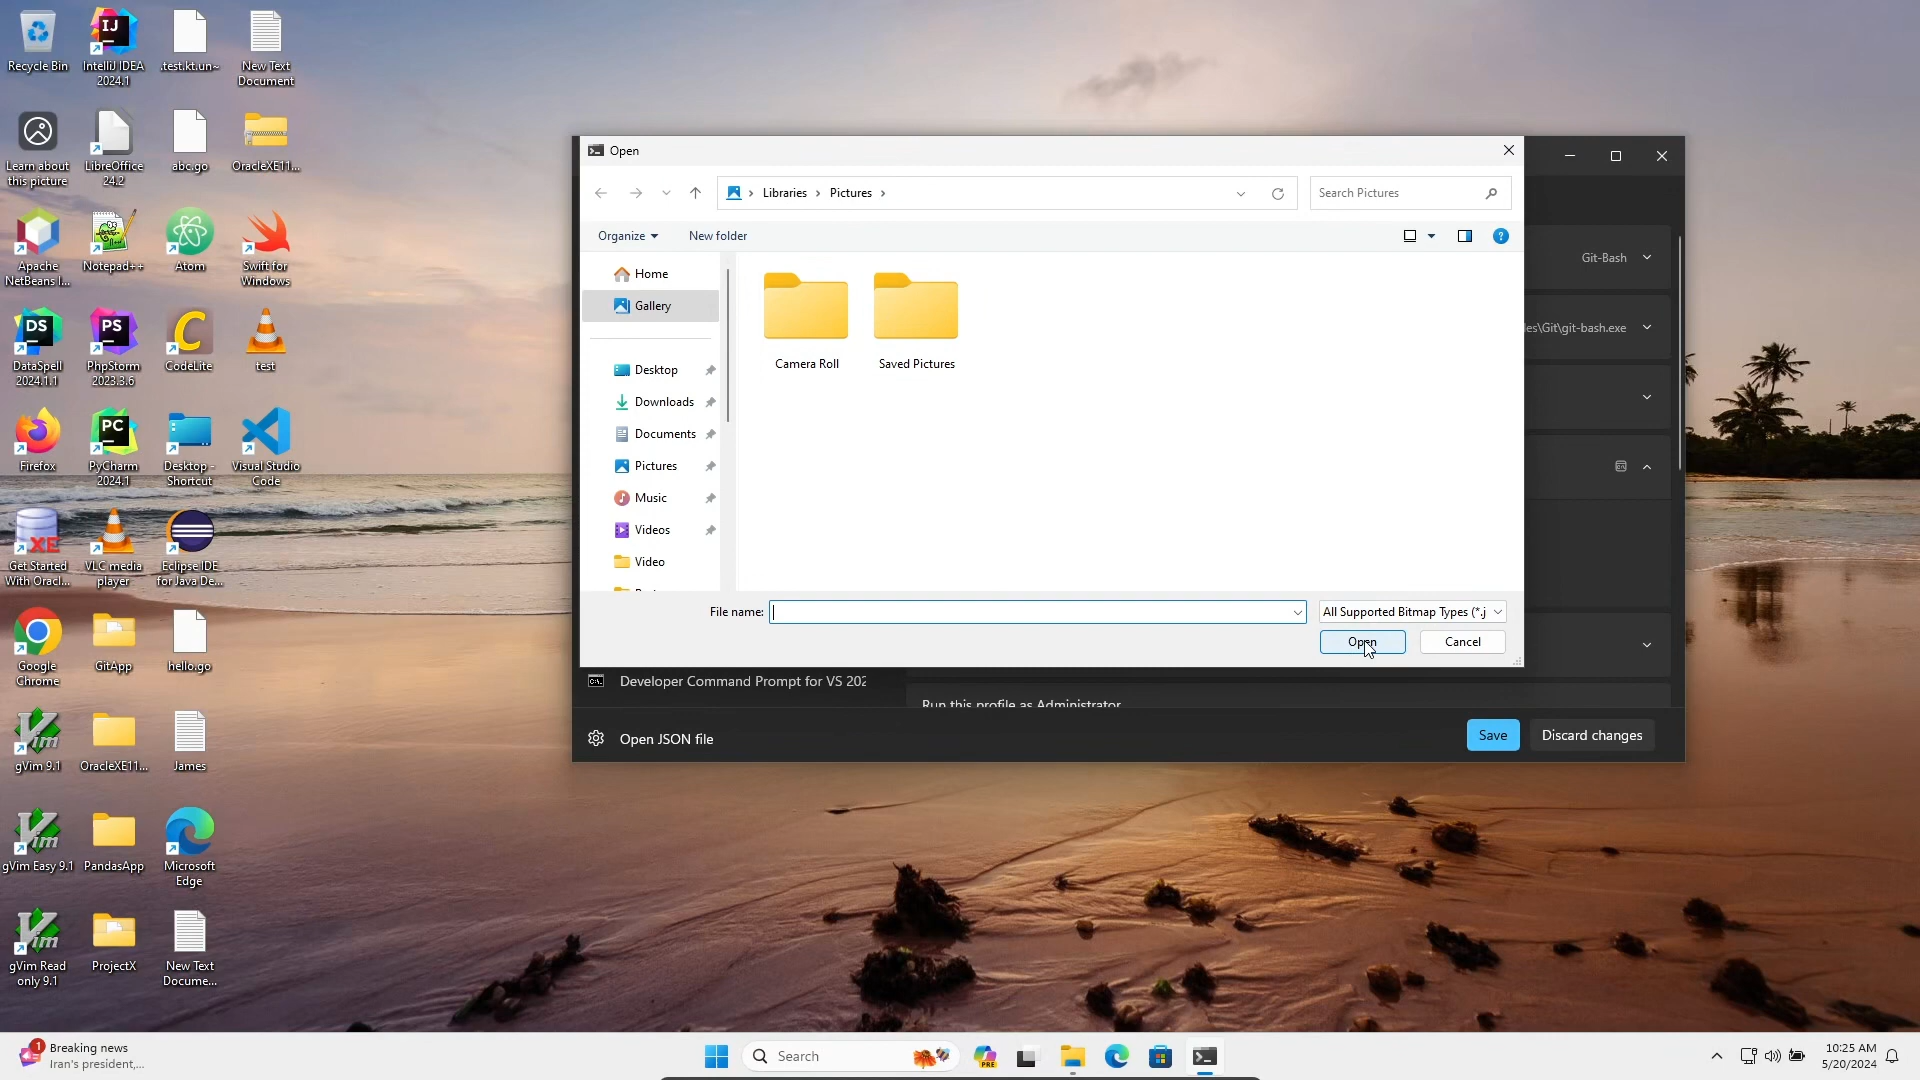 Recycle Bin
IntelliJ IDEA
2024.1
.test.kt.un~
New Text
Document
Learn about
this picture
LibreOffice
24.2
abc.go
OracleXE11...
Apache
NetBeans I...
Notepad++
Atom
Swift for
Windows
DataSpell
2024.1.1
PhpStorm
2023.3.6
CodeLite
test
Firefox
PyCharm
2024.1
Desktop -
Shortcut
Visual Studio
Code
Get Started
With Oracl...
VLC media
player
Eclipse IDE
for Java De...
Google
Chrome
GitApp
hello.go
gVim 9.1
OracleXE11...
James
gVim Easy 9.1
PandasApp
Microsoft
Edge
gVim Read
only 9.1
ProjectX
New Text
Docume...
Open
Libraries
Pictures
Search Pictures
Organize
New folder
Home
Gallery
Desktop
Downloads
Documents
Pictures
Music
Videos
Video
Camera Roll
Saved Pictures
File name:
All Supported Bitmap Types (*.j
Open
Cancel
Git-Bash
les\Git\git-bash.exe
Developer Command Prompt for VS 202
Run this profile as Administrator
Open JSON file
Save
Discard changes
Breaking news
Iran's president,...
Search
10:25 AM
5/20/2024